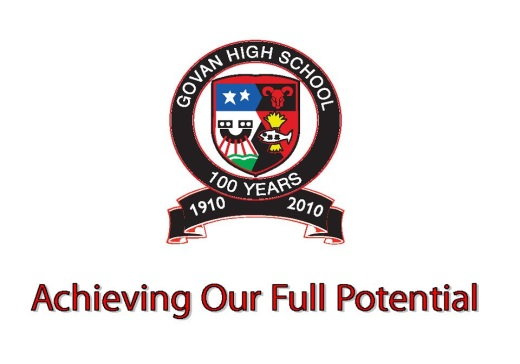 GOVAN HIGH SCHOOL
100 YEARS
1910 2010
Achieving Our Full Potential